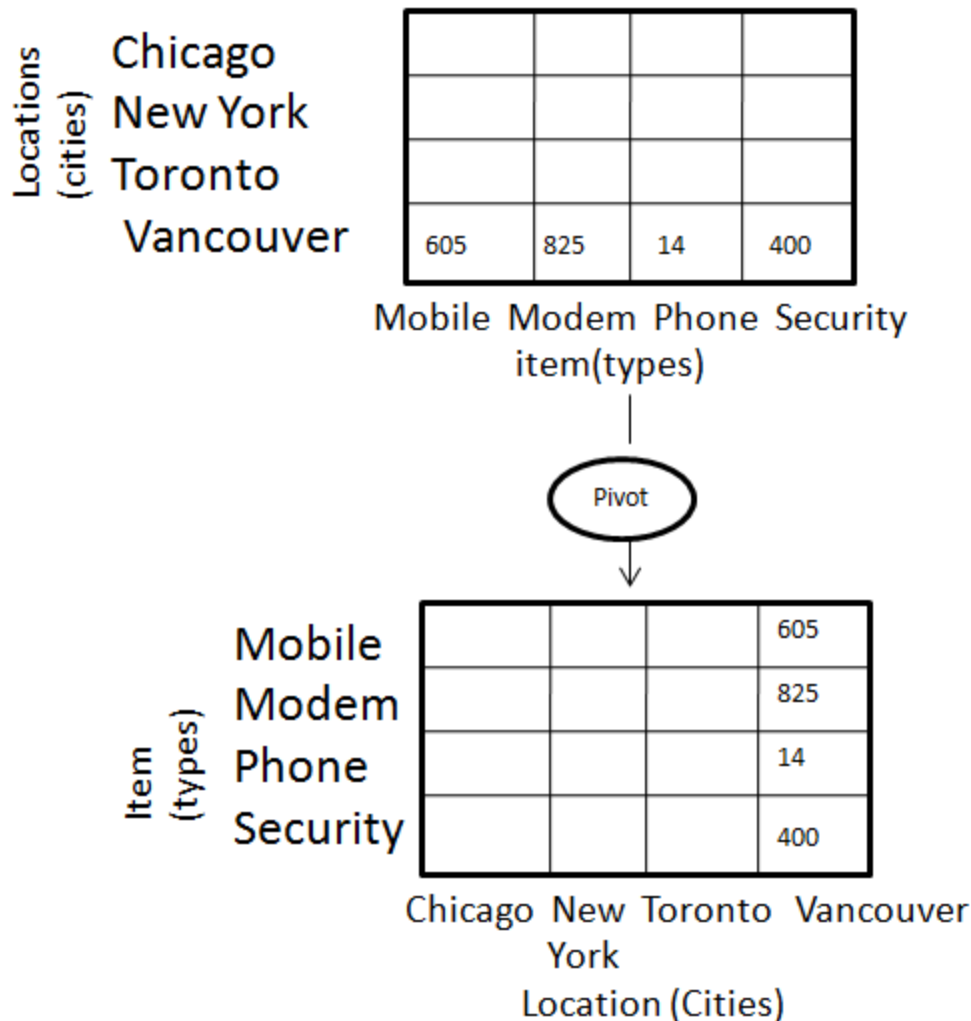 Locations
(cities)
Chicago
New York
Toronto
Vancouver
605 825 14 400
Mobile Modem Phone Security
item(types)
Pivot
Item
(types)
Mobile
Modem
Phone
Security
605
825
14
400
Chicago New Toronto Vancouver
York
Location (Cities)